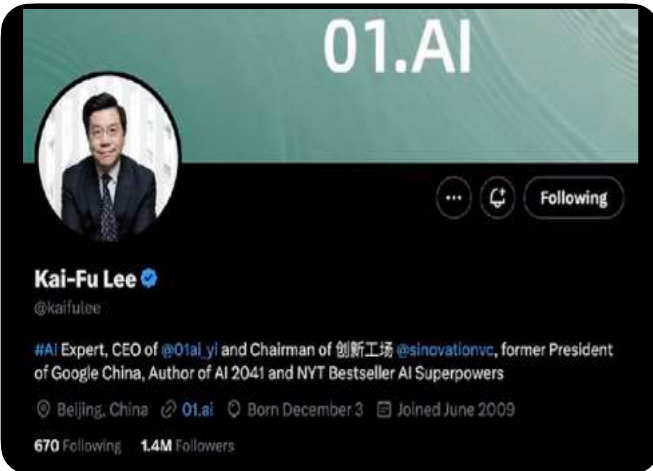 01.AI
Following
Kai-Fu Lee
@kaifulee
#AI Expert, CEO of @01ai_yi and Chairman of 创新工场 @sinovationvc, former President
of Google China, Author of AI 2041 and NYT Bestseller AI Superpowers
Beijing, China 01.ai Born December 3 Joined June 2009
670 Following 1.4M Followers